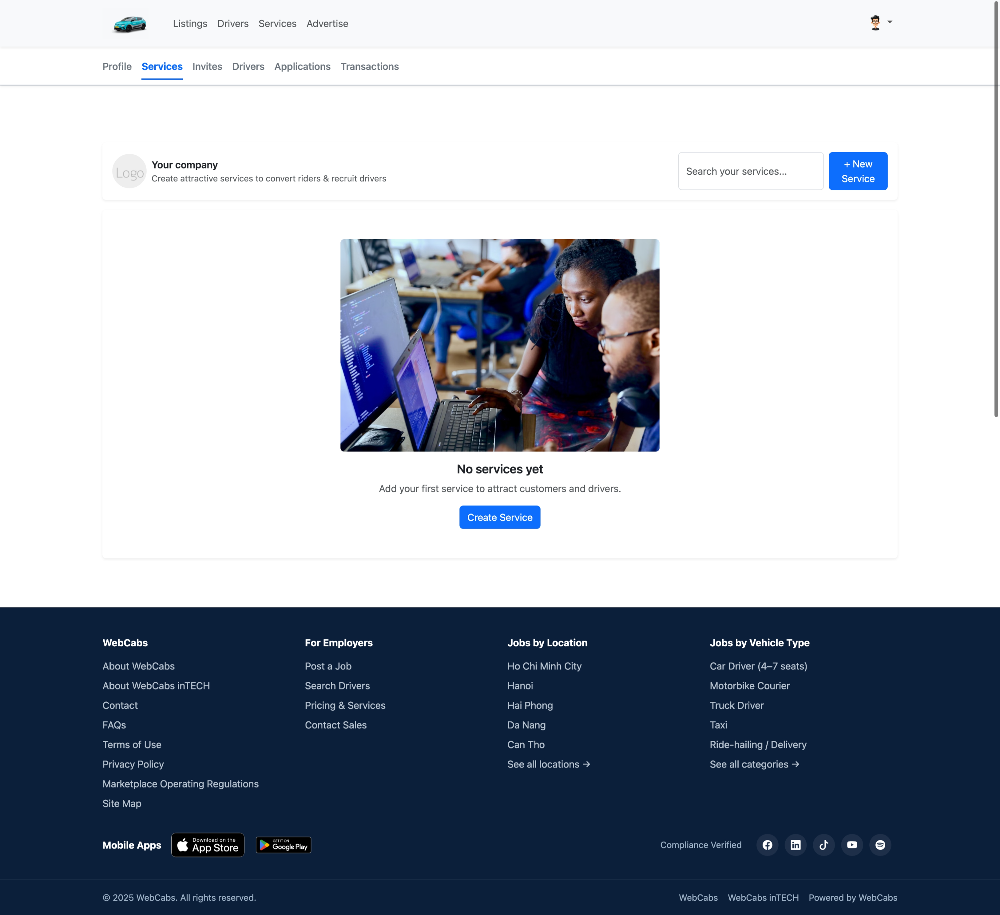 Listings Drivers Services Advertise
Profile Services Invites Drivers Applications Transactions
Logo
Your company
Create attractive services to convert riders & recruit drivers
Search your services...
+ New
Service
No services yet
Add your first service to attract customers and drivers.
Create Service
WebCabs
About WebCabs
About WebCabs inTECH
Contact
FAQs
Terms of Use
Privacy Policy
Marketplace Operating Regulations
Site Map
For Employers
Post a Job
Search Drivers
Pricing & Services
Contact Sales
Jobs by Location
Ho Chi Minh City
Hanoi
Hai Phong
Da Nang
Can Tho
See all locations →
Jobs by Vehicle Type
Car Driver (4–7 seats)
Motorbike Courier
Truck Driver
Taxi
Ride-hailing / Delivery
See all categories →
Mobile Apps
Download on the
App Store
GET IT ON
Google Play
Compliance Verified
© 2025 WebCabs. All rights reserved.
WebCabs WebCabs inTECH Powered by WebCabs